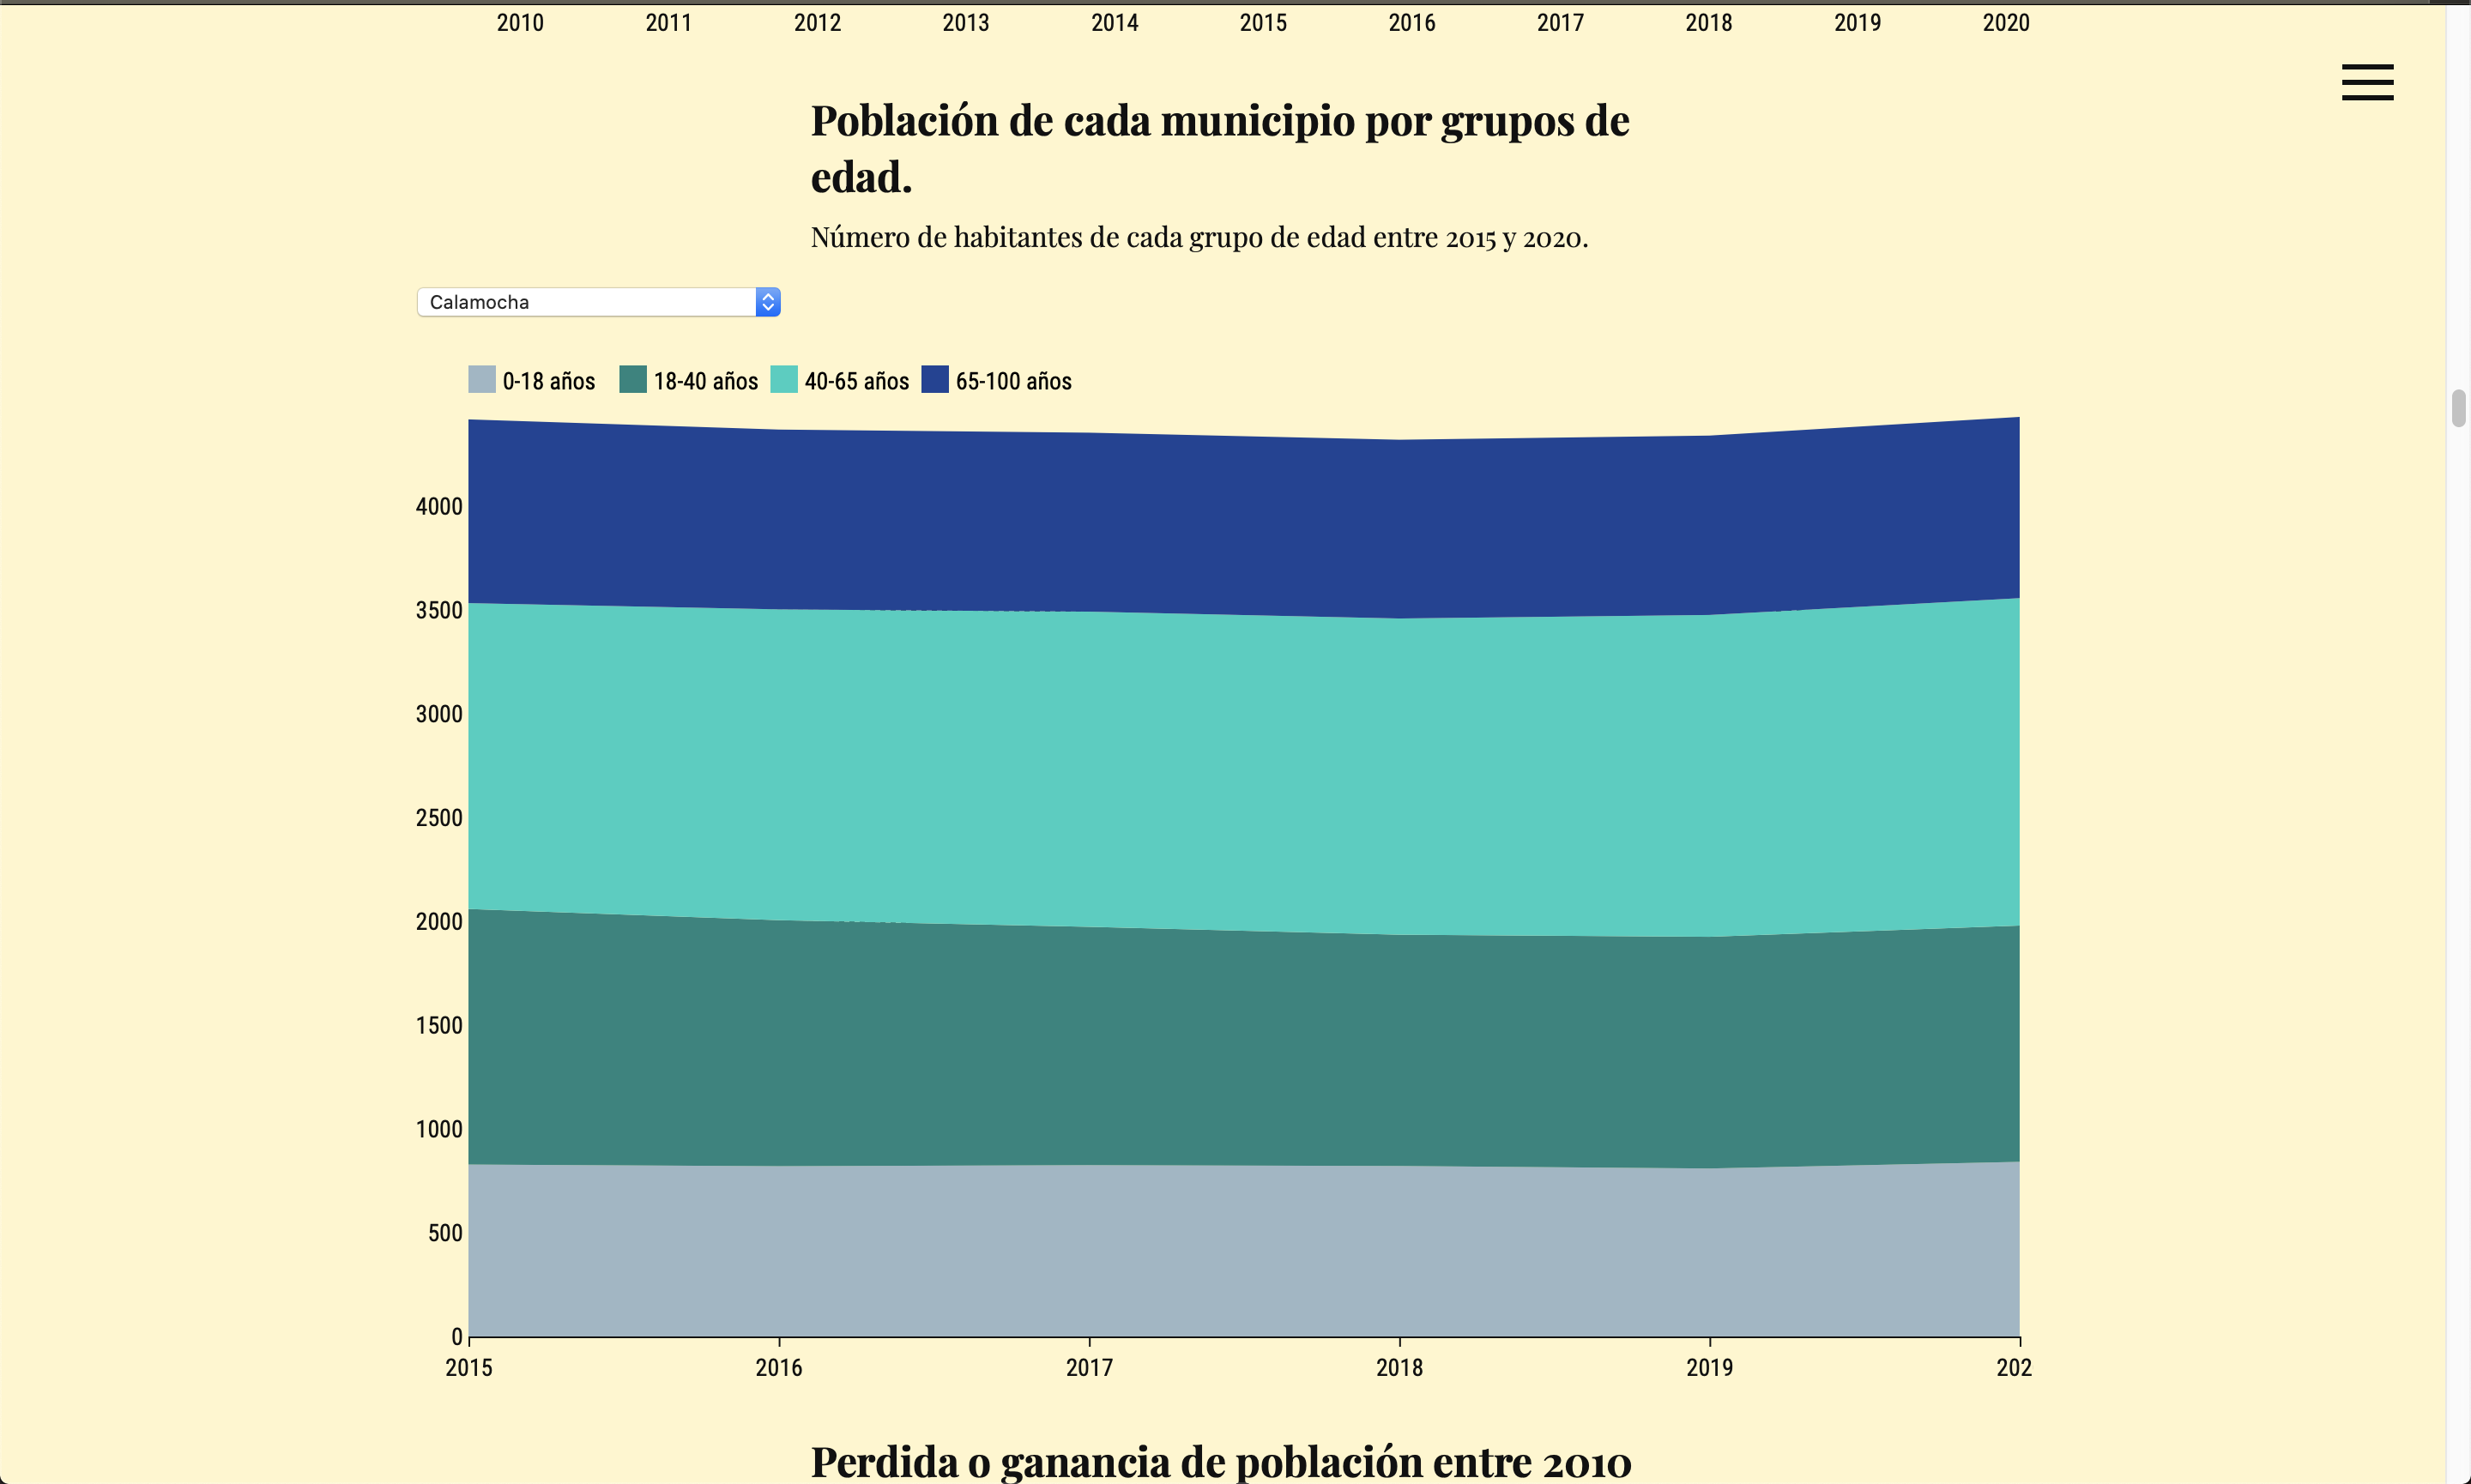 2010 2011 2012 2013 2014 2015 2016 2017 2018 2019 2020
Población de cada municipio por grupos de
edad.
Número de habitantes de cada grupo de edad entre 2015 y 2020.
Calamocha
0-18 años 18-40 años 40-65 años 65-100 años
4000
3500
3000
2500
2000
1500
1000
500
0
2015 2016 2017 2018 2019 202
Perdida o ganancia de población entre 2010